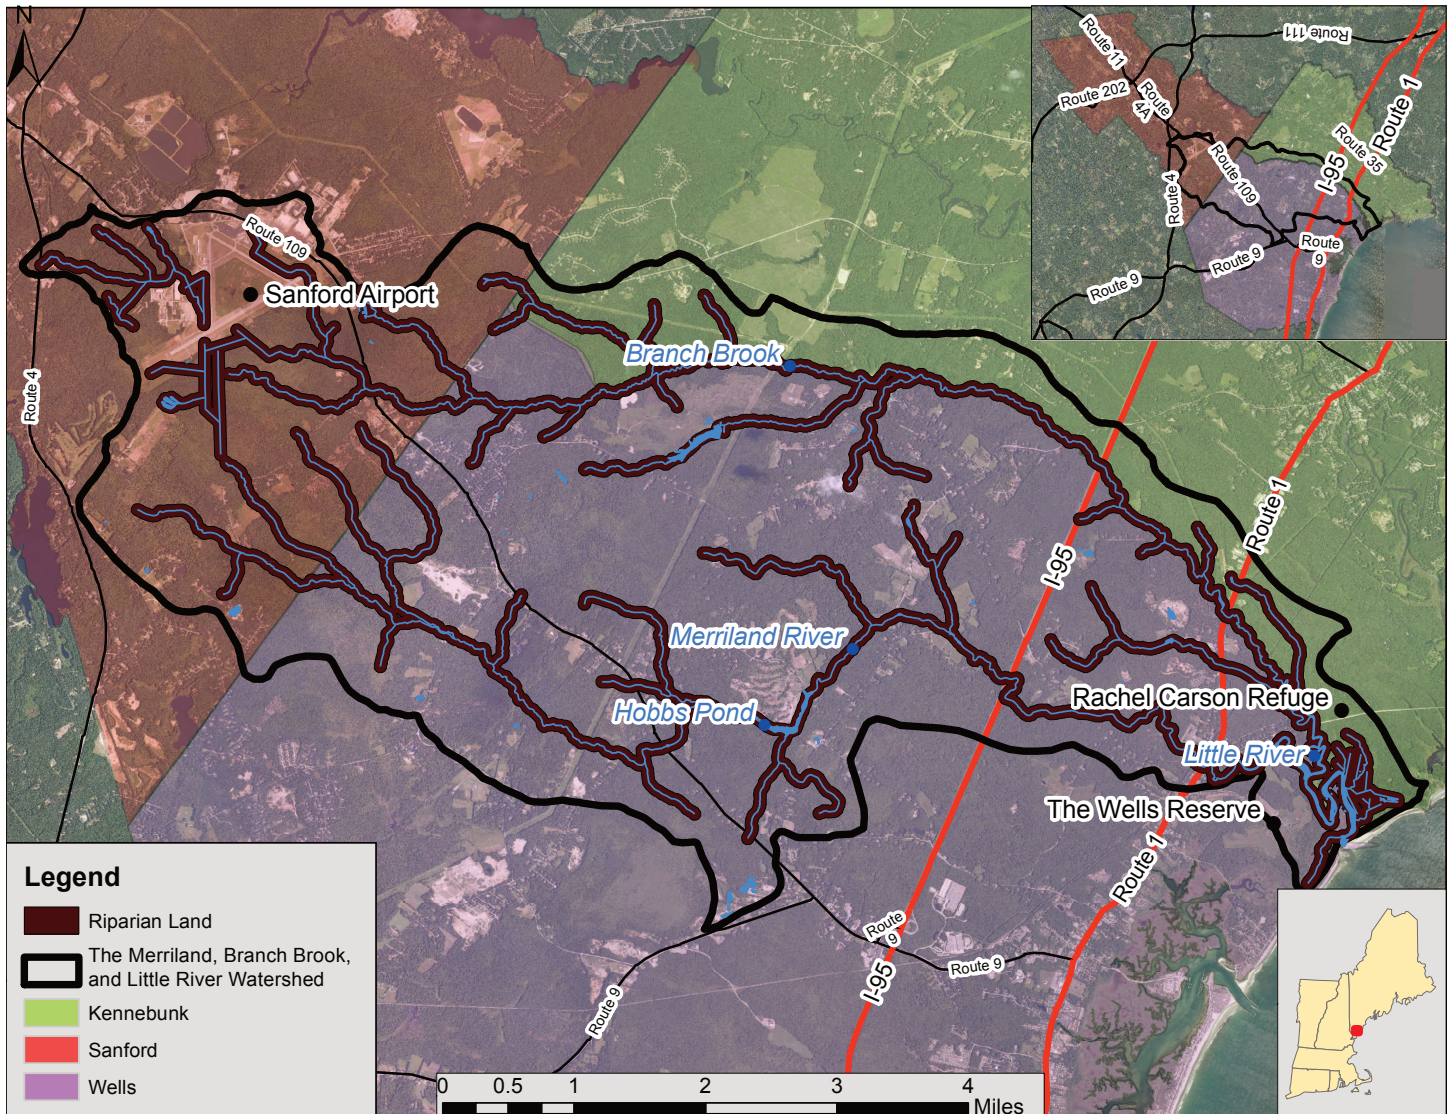 N
Route 109
Sanford Airport
Route 4
Branch Brook
Merriland River
Hobbs Pond
I-95
Route 1
Rachel Carson Refuge
Little River
The Wells Reserve
Route 1
Route
9
Route 9
I-95
Route 9
Route 11
Route 111
Route 202
Route
4A
Route 1
Route 35
I-95
Route 109
Route 4
Route 9
Route
9
Route 9
Legend
Riparian Land
The Merriland, Branch Brook,
and Little River Watershed
Kennebunk
Sanford
Wells
0 0.5 1 2 3 4
Miles